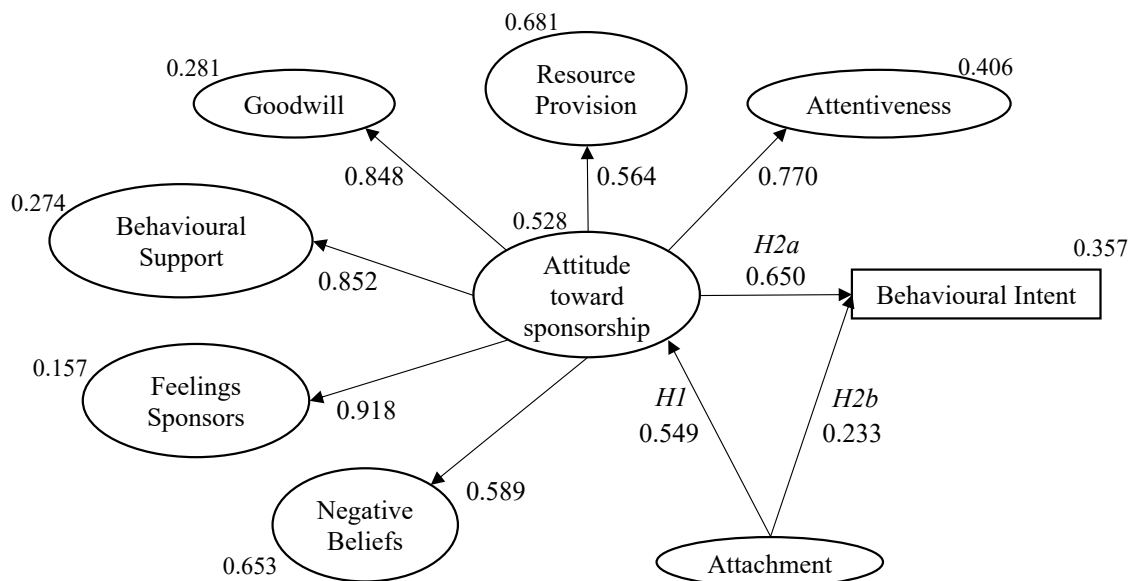 0.681
Resource
Provision
0.281
Goodwill
0.406
Attentiveness
0.848
0.564
0.770
0.274
Behavioural
Support
0.852
0.528
Attitude
toward
sponsorship
H2a
0.650
0.357
Behavioural Intent
0.157
Feelings
Sponsors
0.918
H1
0.549
H2b
0.233
0.589
Negative
Beliefs
0.653
Attachment